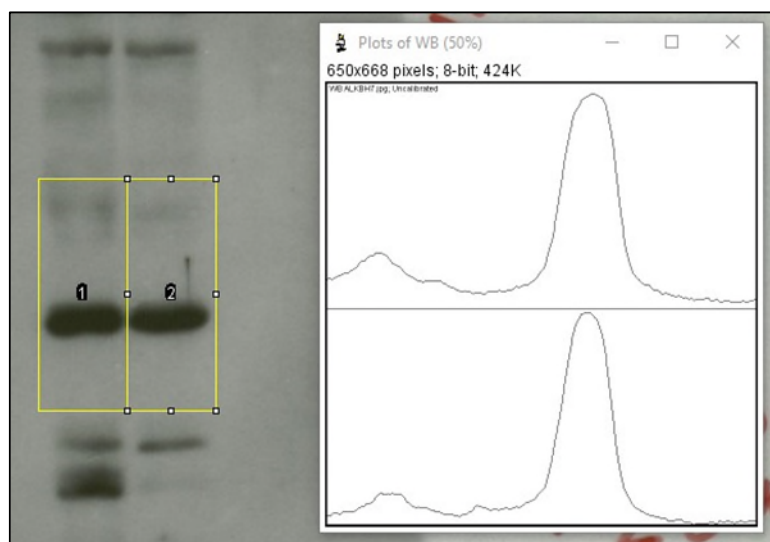 1
2
Plots of WB (50%)
650x668 pixels; 8-bit; 424K
WB ALKBH7.jpg, Uncalibrated